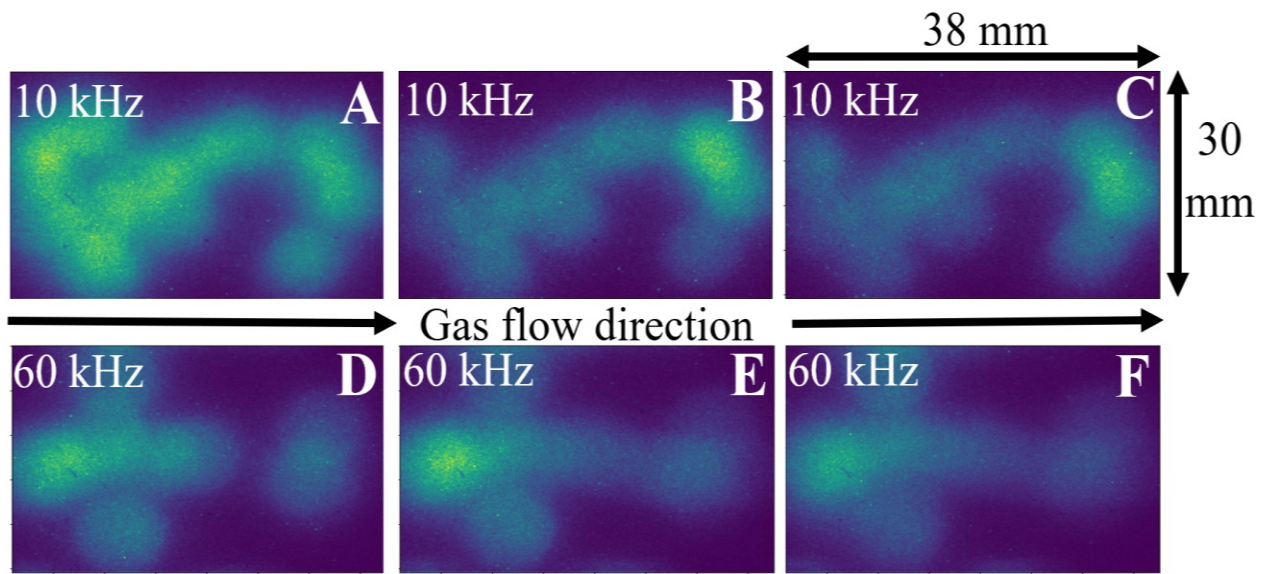 38 mm
10 kHz A
10 kHz B
10 kHz C
30
mm
Gas flow direction
60 kHz D
60 kHz E
60 kHz F